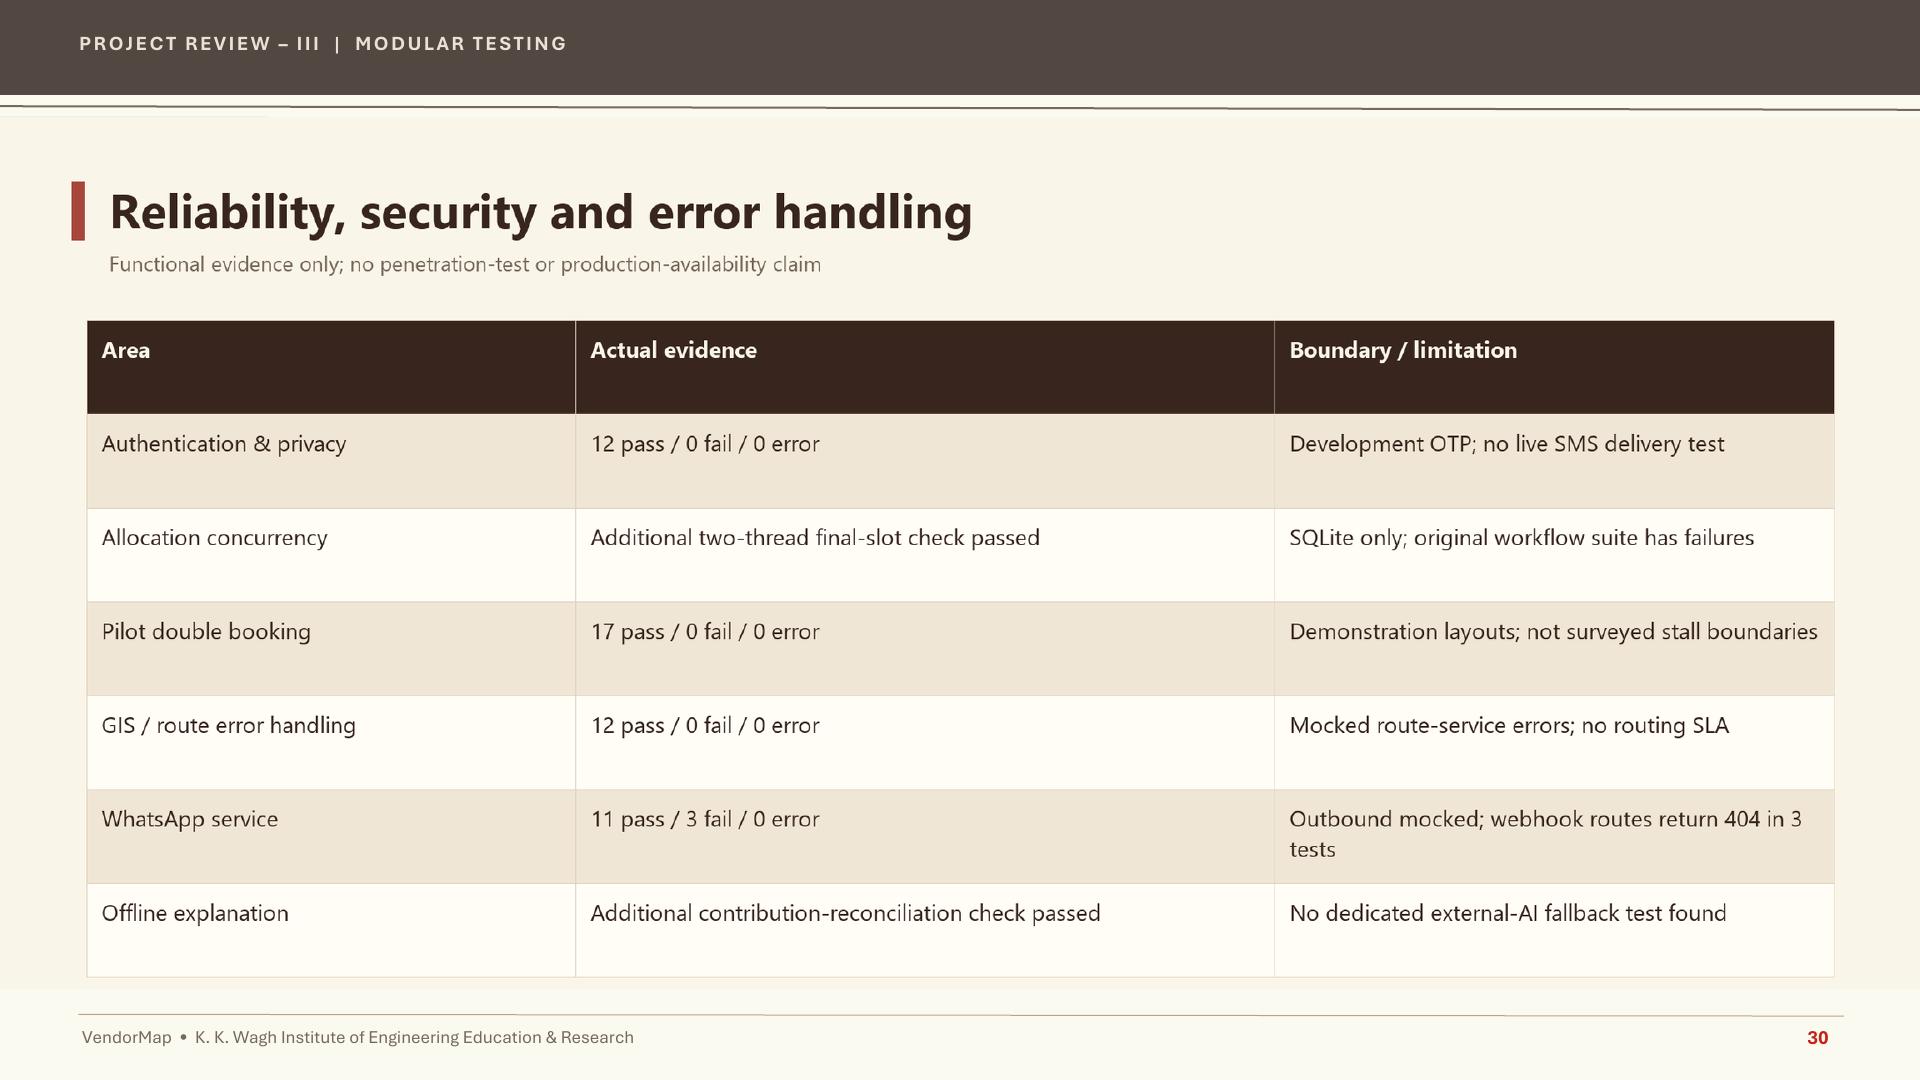 PROJECT REVIEW – III | MODULAR TESTING
Reliability, security and error handling
Functional evidence only; no penetration-test or production-availability claim
Area Actual evidence Boundary / limitation
Authentication & privacy 12 pass / 0 fail / 0 error Development OTP; no live SMS delivery test
Allocation concurrency Additional two-thread final-slot check passed SQLite only; original workflow suite has failures
Pilot double booking 17 pass / 0 fail / 0 error Demonstration layouts; not surveyed stall boundaries
GIS / route error handling 12 pass / 0 fail / 0 error Mocked route-service errors; no routing SLA
WhatsApp service 11 pass / 3 fail / 0 error Outbound mocked; webhook routes return 404 in 3
tests
Offline explanation Additional contribution-reconciliation check passed No dedicated external-AI fallback test found
VendorMap • K. K. Wagh Institute of Engineering Education & Research 30